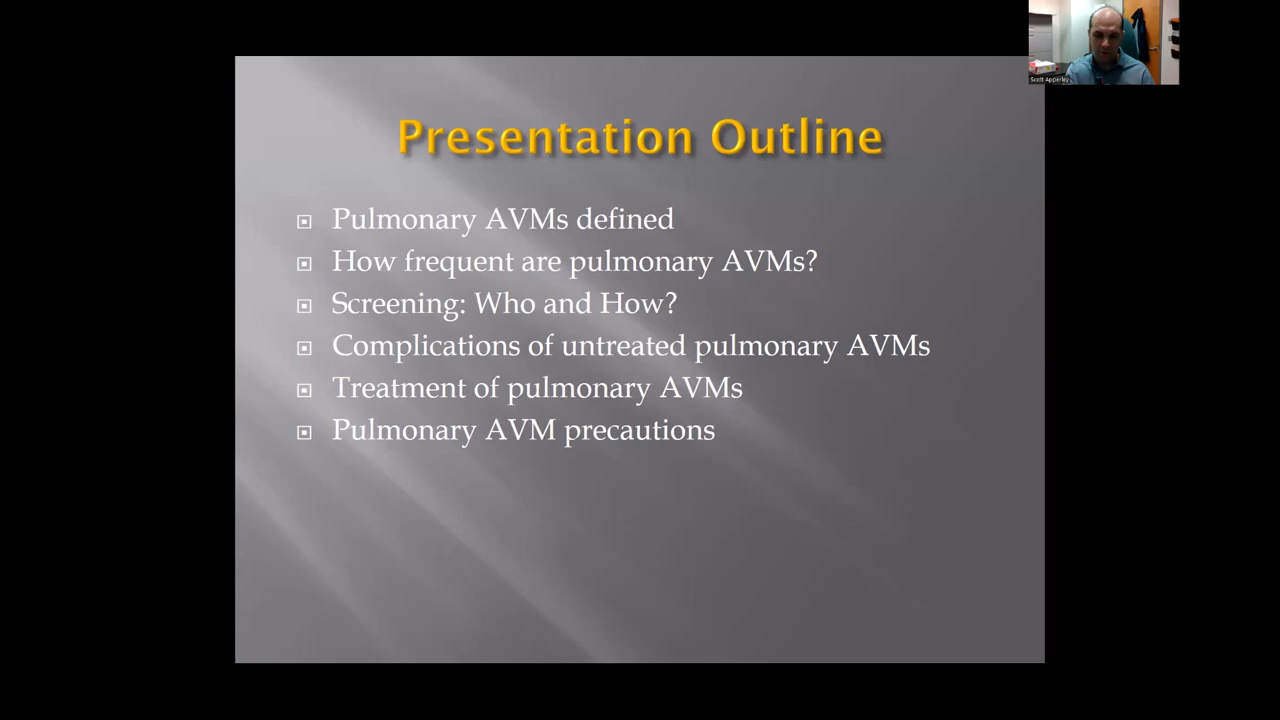 Presentation Outline
Pulmonary AVMs defined
How frequent are pulmonary AVMs?
Screening: Who and How?
Complications of untreated pulmonary AVMs
Treatment of pulmonary AVMs
Pulmonary AVM precautions
Scott Apperley